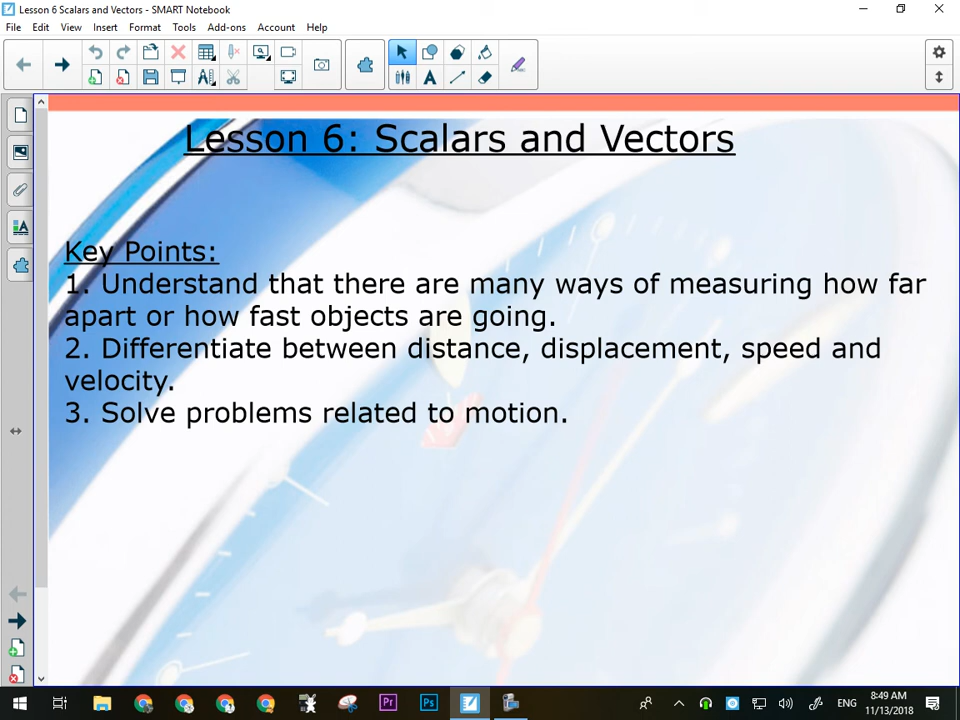 Lesson 6 Scalars and Vectors - SMART Notebook
File Edit View Insert Format Tools Add-ons Account Help
Lesson 6: Scalars and Vectors
Key Points:
1. Understand that there are many ways of measuring how far
apart or how fast objects are going.
2. Differentiate between distance, displacement, speed and
velocity.
3. Solve problems related to motion.
Pr Ps ENG
8:49 AM
11/13/2018